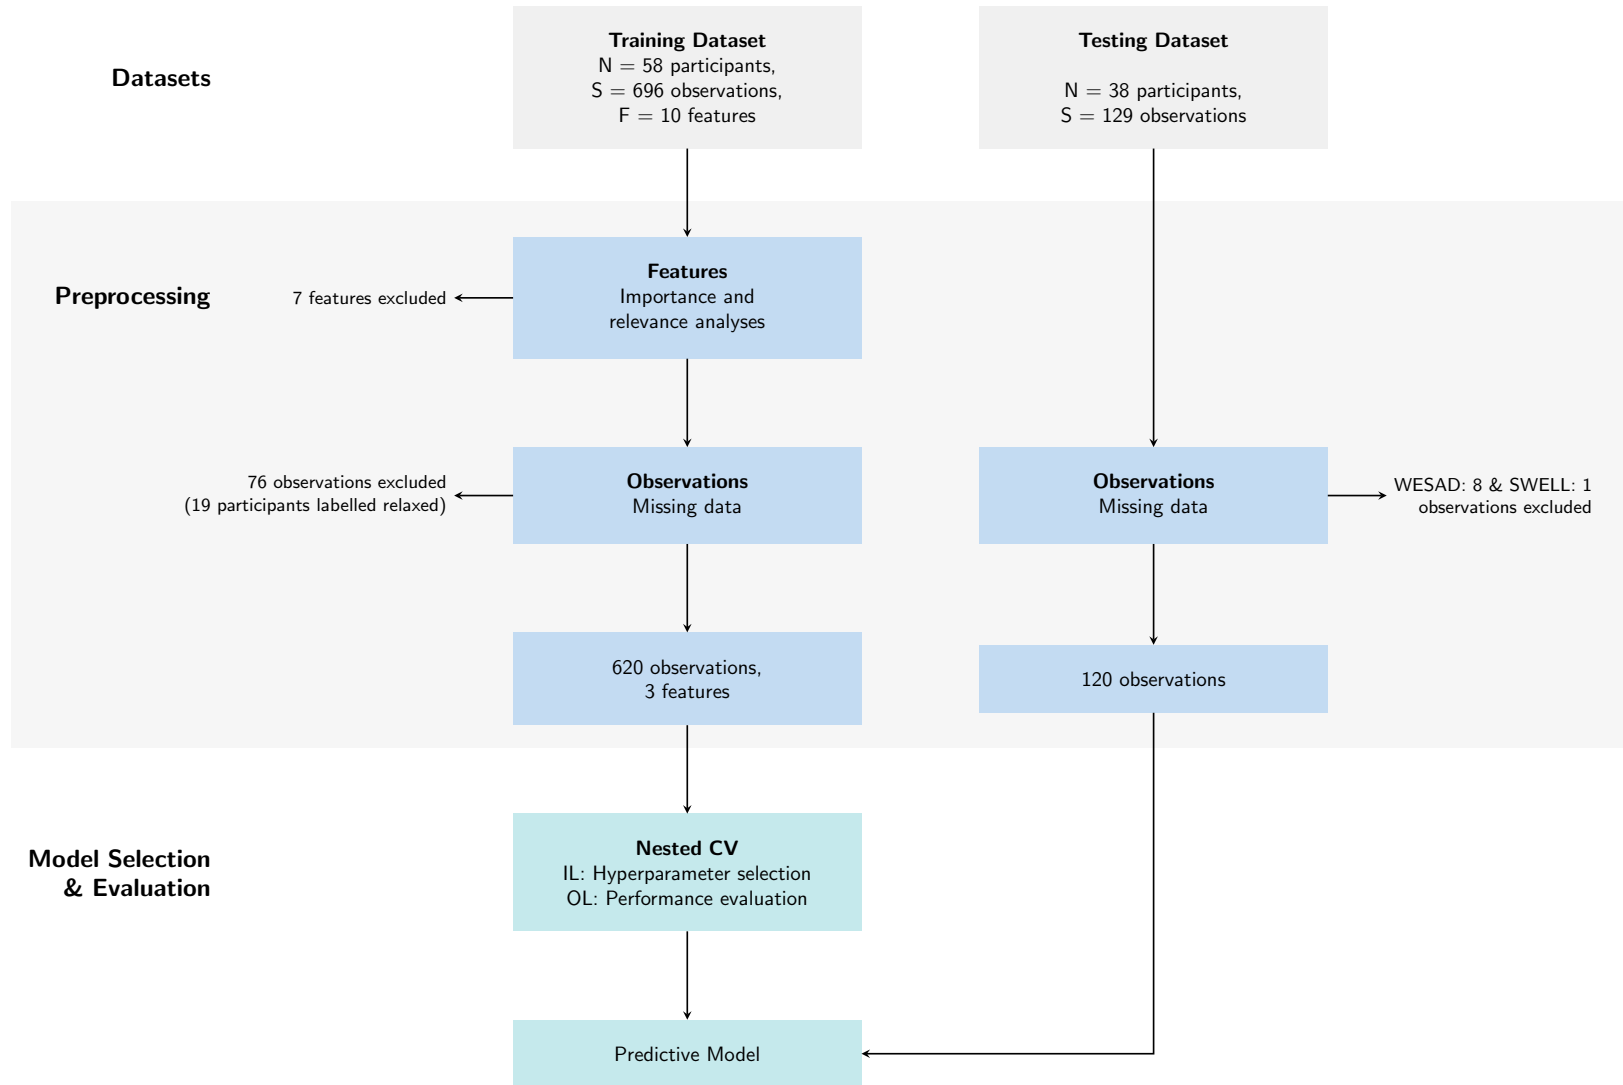 Datasets
Training Dataset
N = 58 participants,
S = 696 observations,
F = 10 features
Testing Dataset
N = 38 participants,
S = 129 observations
Preprocessing
7 features excluded
Features
Importance and
relevance analyses
76 observations excluded
(19 participants labelled relaxed)
Observations
Missing data
Observations
Missing data
WESAD: 8 & SWELL: 1
observations excluded
620 observations,
3 features
120 observations
Model Selection
& Evaluation
Nested CV
IL: Hyperparameter selection
OL: Performance evaluation
Predictive Model